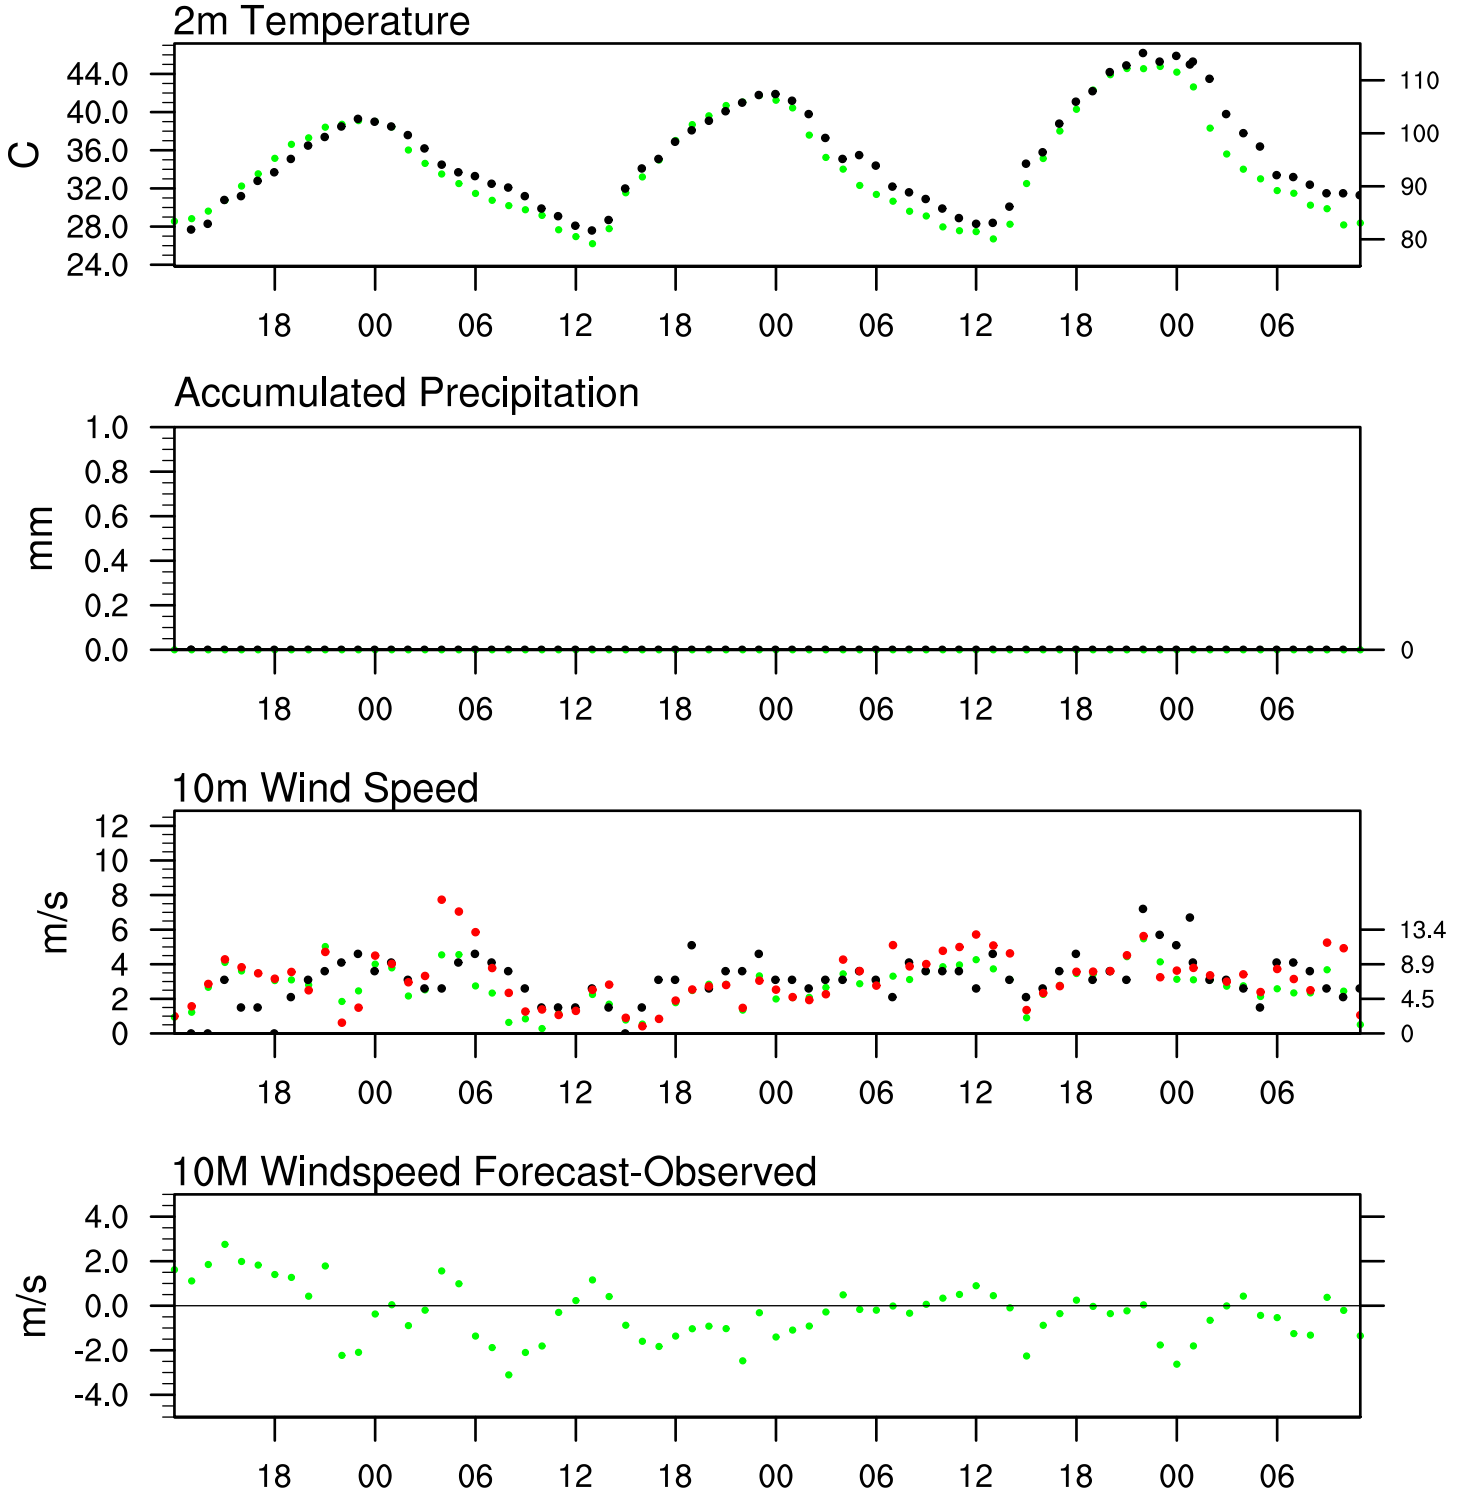 2m Temperature
44.0
40.0
36.0
32.0
28.0
24.0
C
110
100
90
80
18 00 06 12 18 00 06 12 18 00 06
Accumulated Precipitation
1.0
0.8
0.6
0.4
0.2
0.0
mm
0
18 00 06 12 18 00 06 12 18 00 06
10m Wind Speed
12
10
8
6
4
2
0
m/s
13.4
8.9
4.5
0
18 00 06 12 18 00 06 12 18 00 06
10M Windspeed Forecast-Observed
4.0
2.0
0.0
-2.0
-4.0
m/s
18 00 06 12 18 00 06 12 18 00 06